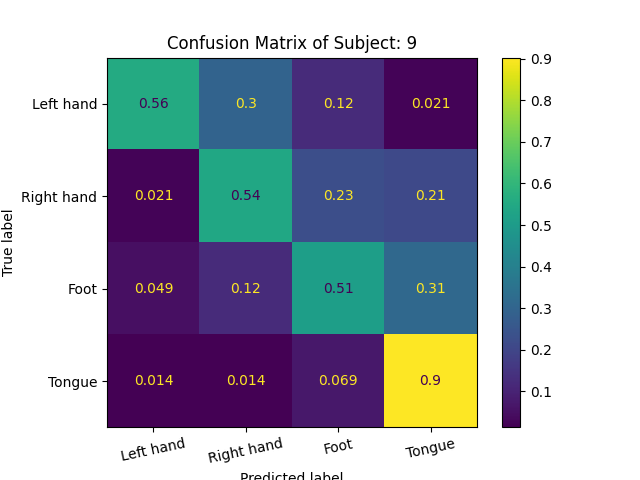 Confusion Matrix of Subject: 9
True label
Left hand 0.56 0.3 0.12 0.021
Right hand 0.021 0.54 0.23 0.21
Foot 0.049 0.12 0.51 0.31
Tongue 0.014 0.014 0.069 0.9
Left hand Right hand Foot Tongue
Predicted label
0.9
0.8
0.7
0.6
0.5
0.4
0.3
0.2
0.1